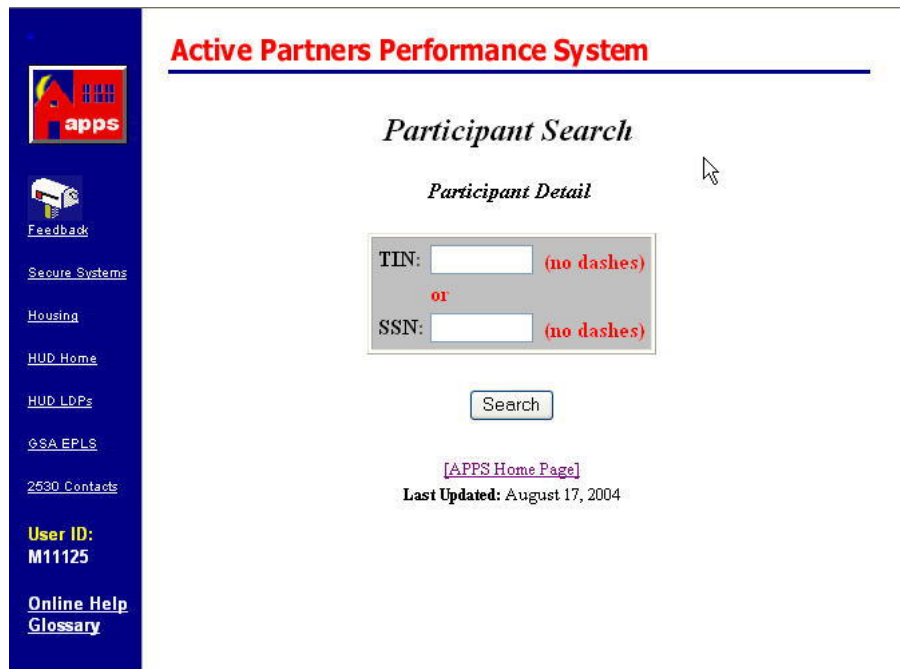 Active Partners Performance System
apps
Feedback
Secure Systems
Housing
HUD Home
HUD LDPs
GSA EPLS
2530 Contacts
User ID:
M11125
Online Help
Glossary
Participant Search
Participant Detail
TIN: (no dashes)
or
SSN: (no dashes)
Search
[APPS Home Page]
Last Updated: August 17, 2004